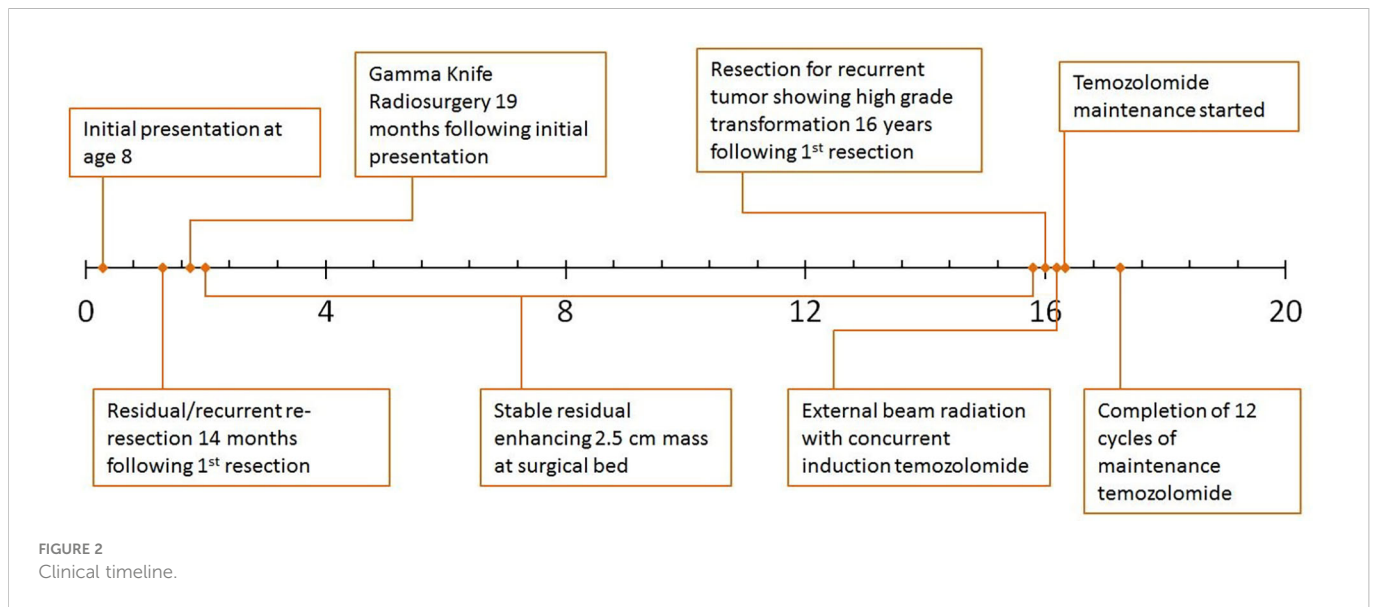 Initial presentation at
age 8
Gamma Knife
Radiosurgery 19
months following initial
presentation
Resection for recurrent
tumor showing high grade
transformation 16 years
following 1st resection
Temozolomide
maintenance started
0
4
8
12
16
20
Residual/recurrent re-
resection 14 months
following 1st resection
Stable residual
enhancing 2.5 cm mass
at surgical bed
External beam radiation
with concurrent
induction temozolomide
Completion of 12
cycles of
maintenance
temozolomide
FIGURE 2
Clinical timeline.